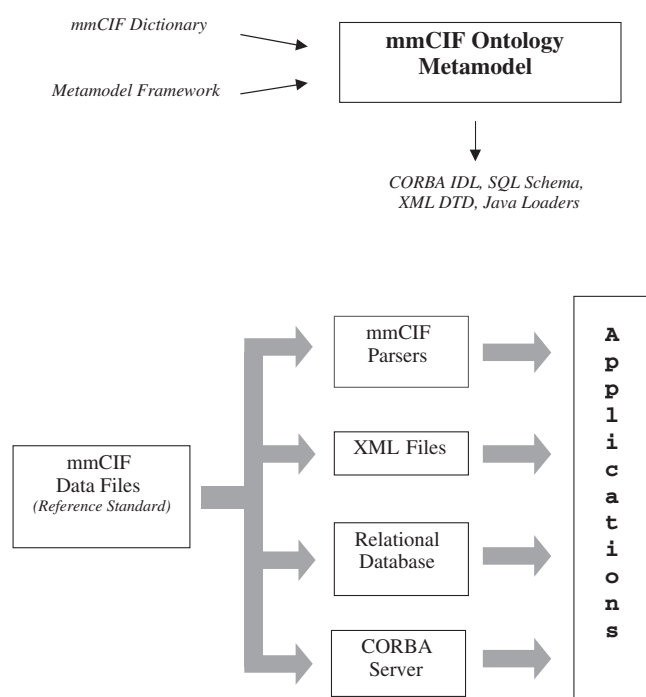 mmCIF Dictionary
Metamodel Framework
mmCIF Ontology
Metamodel
CORBA IDL, SQL Schema,
XML DTD, Java Loaders
mmCIF
Data Files
(Reference Standard)
mmCIF
Parsers
XML Files
Relational
Database
CORBA
Server
Applications